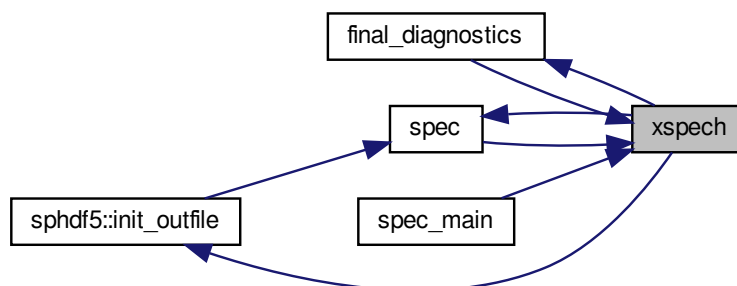 final_diagnostics
spec
xspech
sphdf5::init_outfile
spec_main